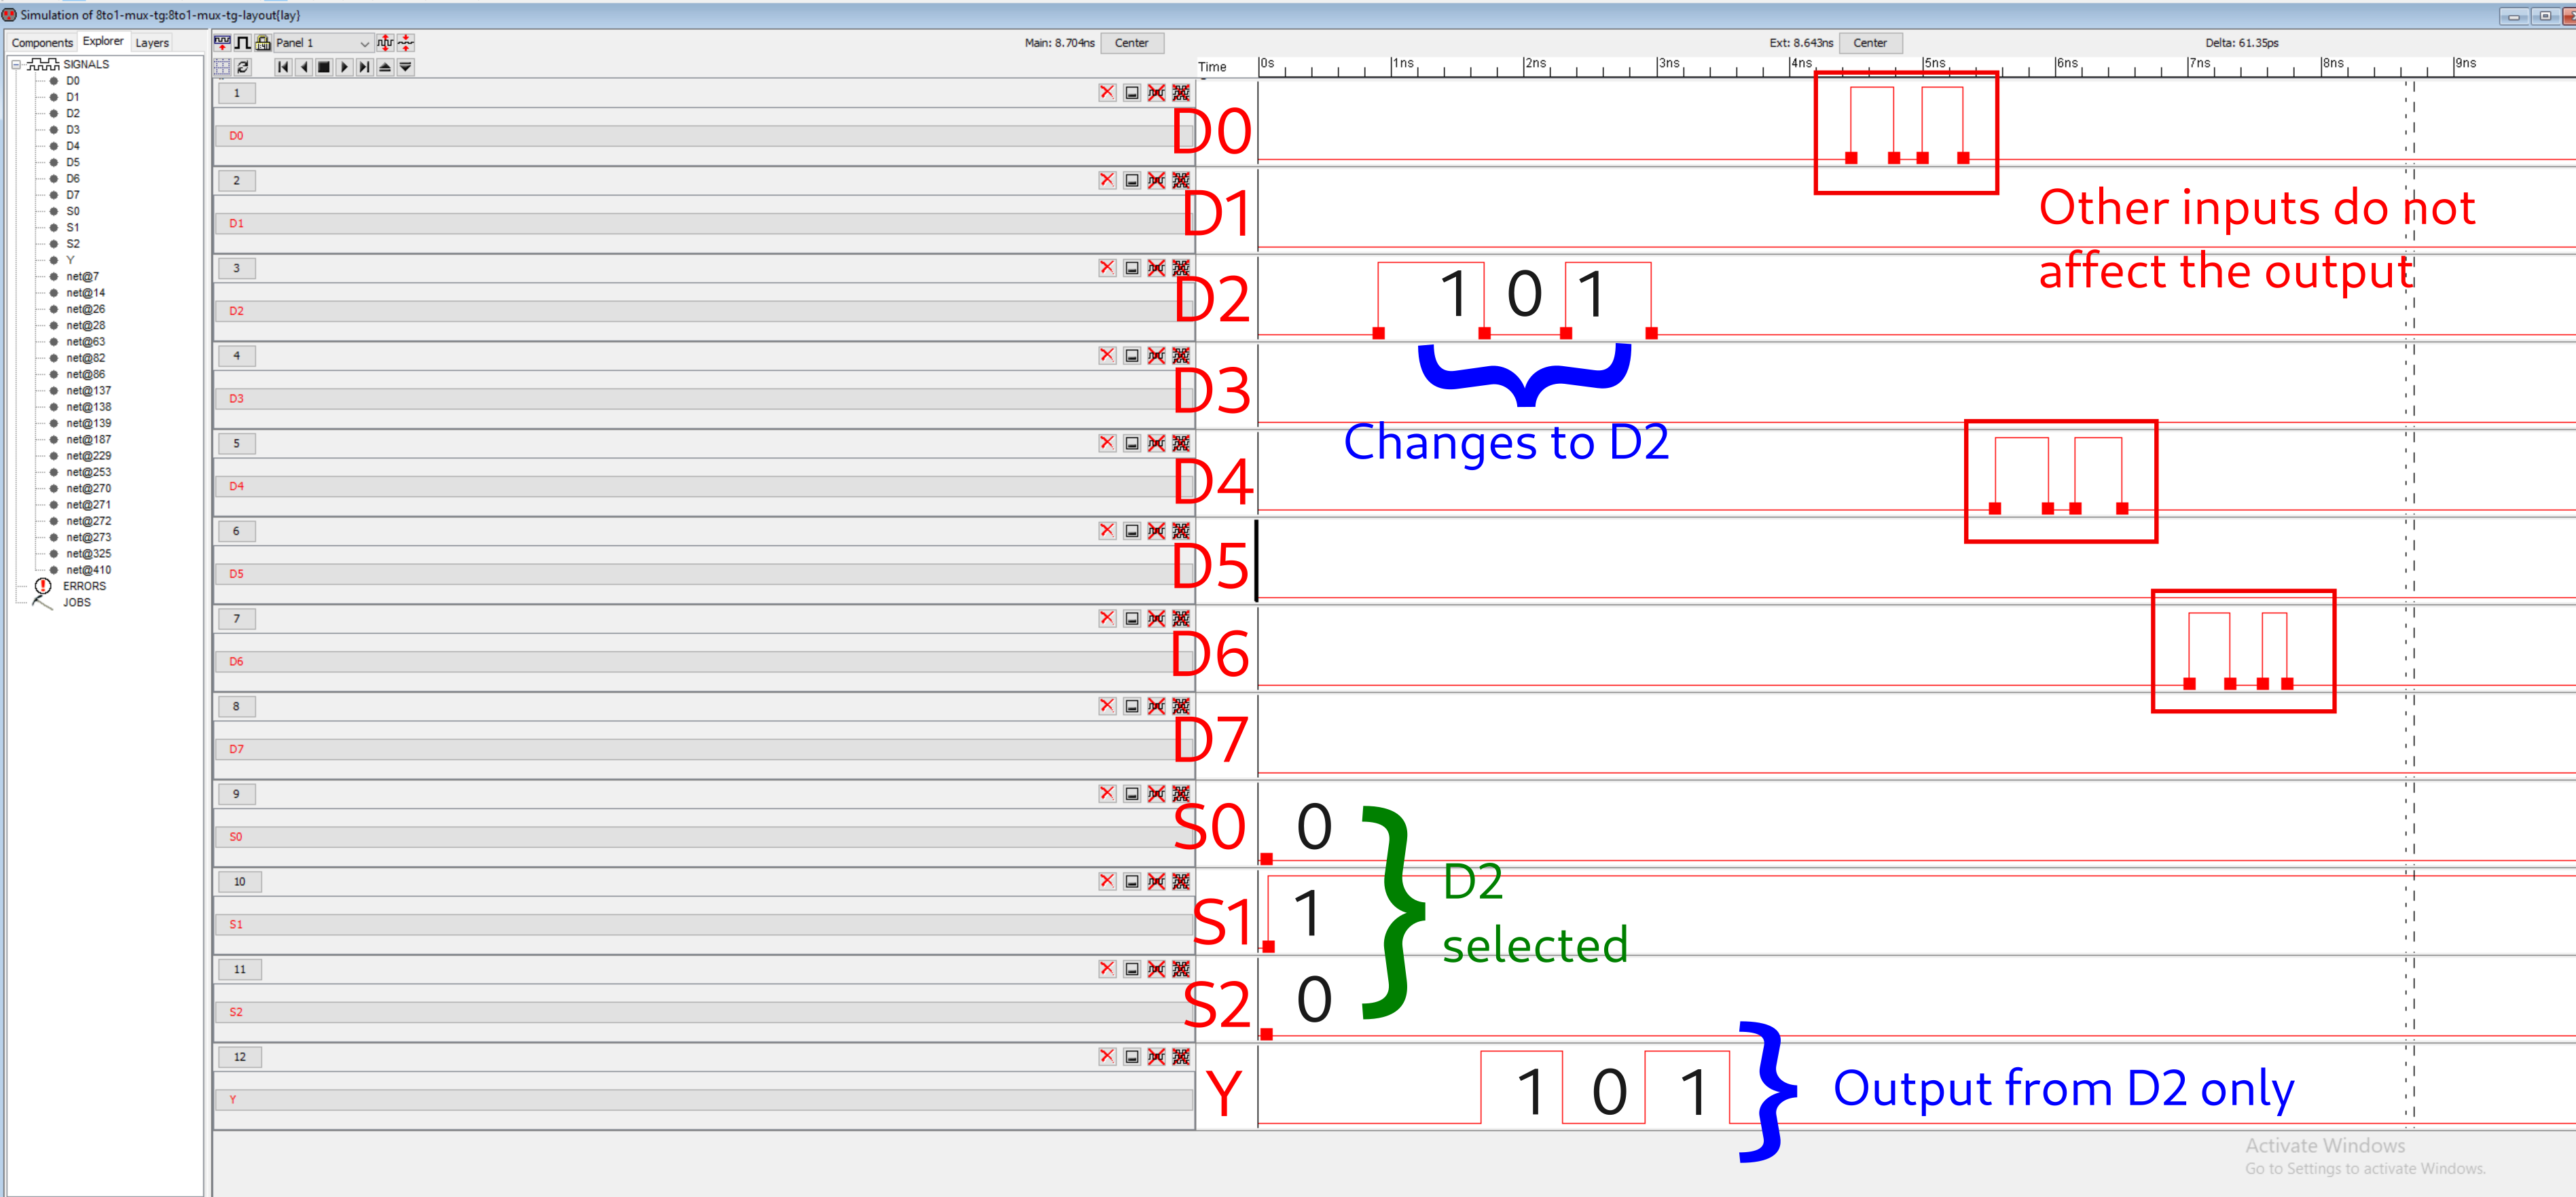 Simulation of 8to1-mux-tg:8to1-mux-tg-layout{lay}
Components Explorer Layers
SIGNALS
D0
D1
D2
D3
D4
D5
D6
D7
S0
S1
S2
Y
net@7
net@14
net@26
net@28
net@63
net@82
net@86
net@137
net@138
net@139
net@187
net@229
net@253
net@270
net@271
net@272
net@273
net@325
net@410
ERRORS
JOBS
Panel 1
Main: 8.704ns Center
Ext: 8.643ns Center
Delta: 61.35ps
Time 0s 1ns 2ns 3ns 4ns 5ns 6ns 7ns 8ns 9ns
1
D0
D0
2
D1
D1
Other inputs do not
affect the output
3
D2
D2
1 0 1
4
D3
D3
Changes to D2
5
D4
D4
6
D5
D5
7
D6
D6
8
D7
D7
9
S0
S0
0
10
S1
S1
1
D2
selected
11
S2
S2
0
12
Y
Y
1 0 1
Output from D2 only
Activate Windows
Go to Settings to activate Windows.